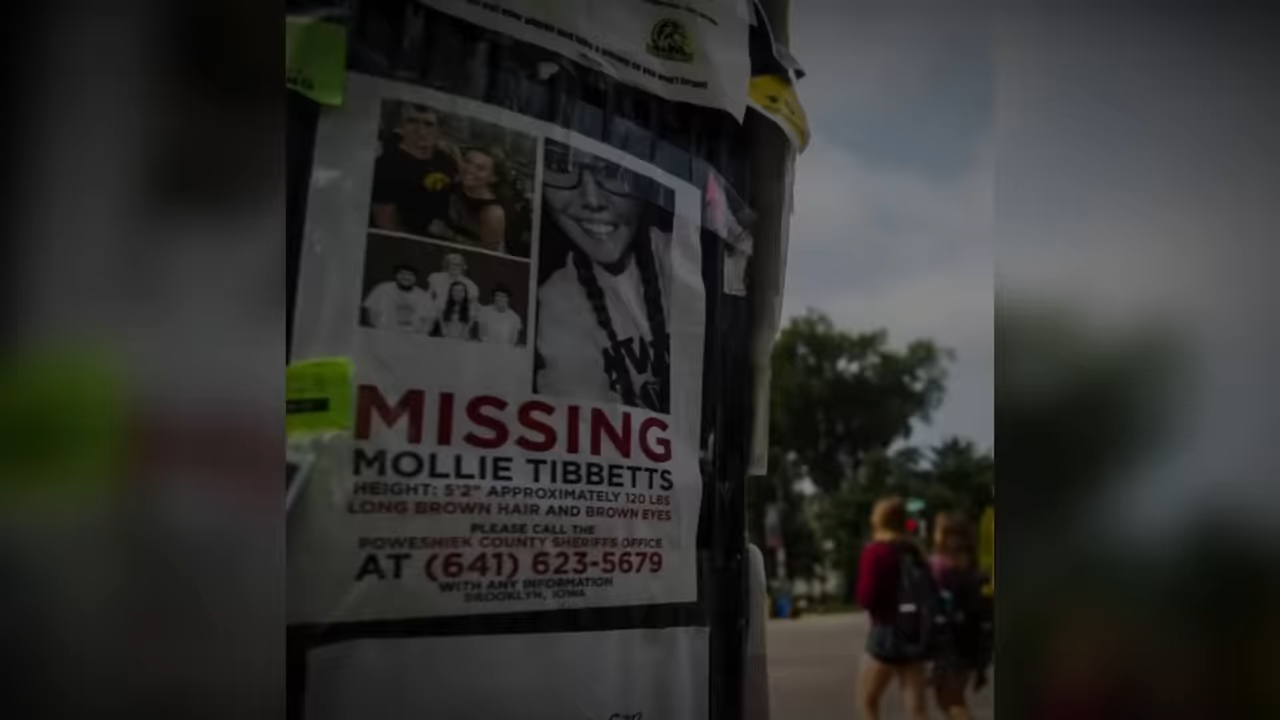 MISSING
MOLLIE TIBBETTS
HEIGHT: 5'2" APPROXIMATELY 120 LBS
LONG BROWN HAIR AND BROWN EYES
PLEASE CALL THE
POWESHIEK COUNTY SHERIFFS OFFICE
AT (641) 623-5679
WITH ANY INFORMATION
BROOKLYN, IOWA